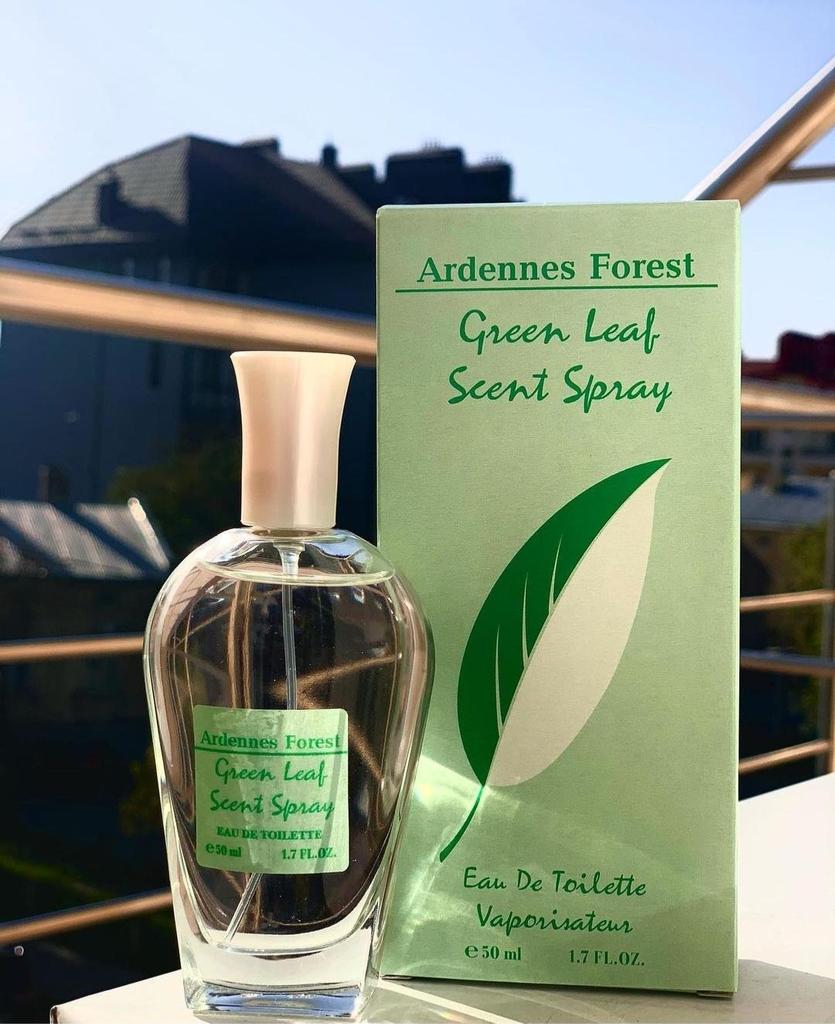 Ardennes Forest
Green Leaf
Scent Spray
Eau De Toilette
Vaporisateur
℮50 ml 1.7 FL.OZ.
Ardennes Forest
Green Leaf
Scent Spray
EAU DE TOILETTE
℮50 ml 1.7 FL.OZ.